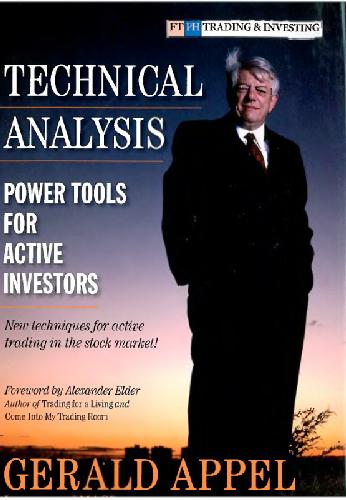 FT PH TRADING & INVESTING
TECHNICAL
ANALYSIS
POWER TOOLS
FOR
ACTIVE
INVESTORS
New techniques for active
trading in the stock market!
Foreword by Alexander Elder
Author of Trading for a Living and
Come Into My Trading Room
GERALD APPEL